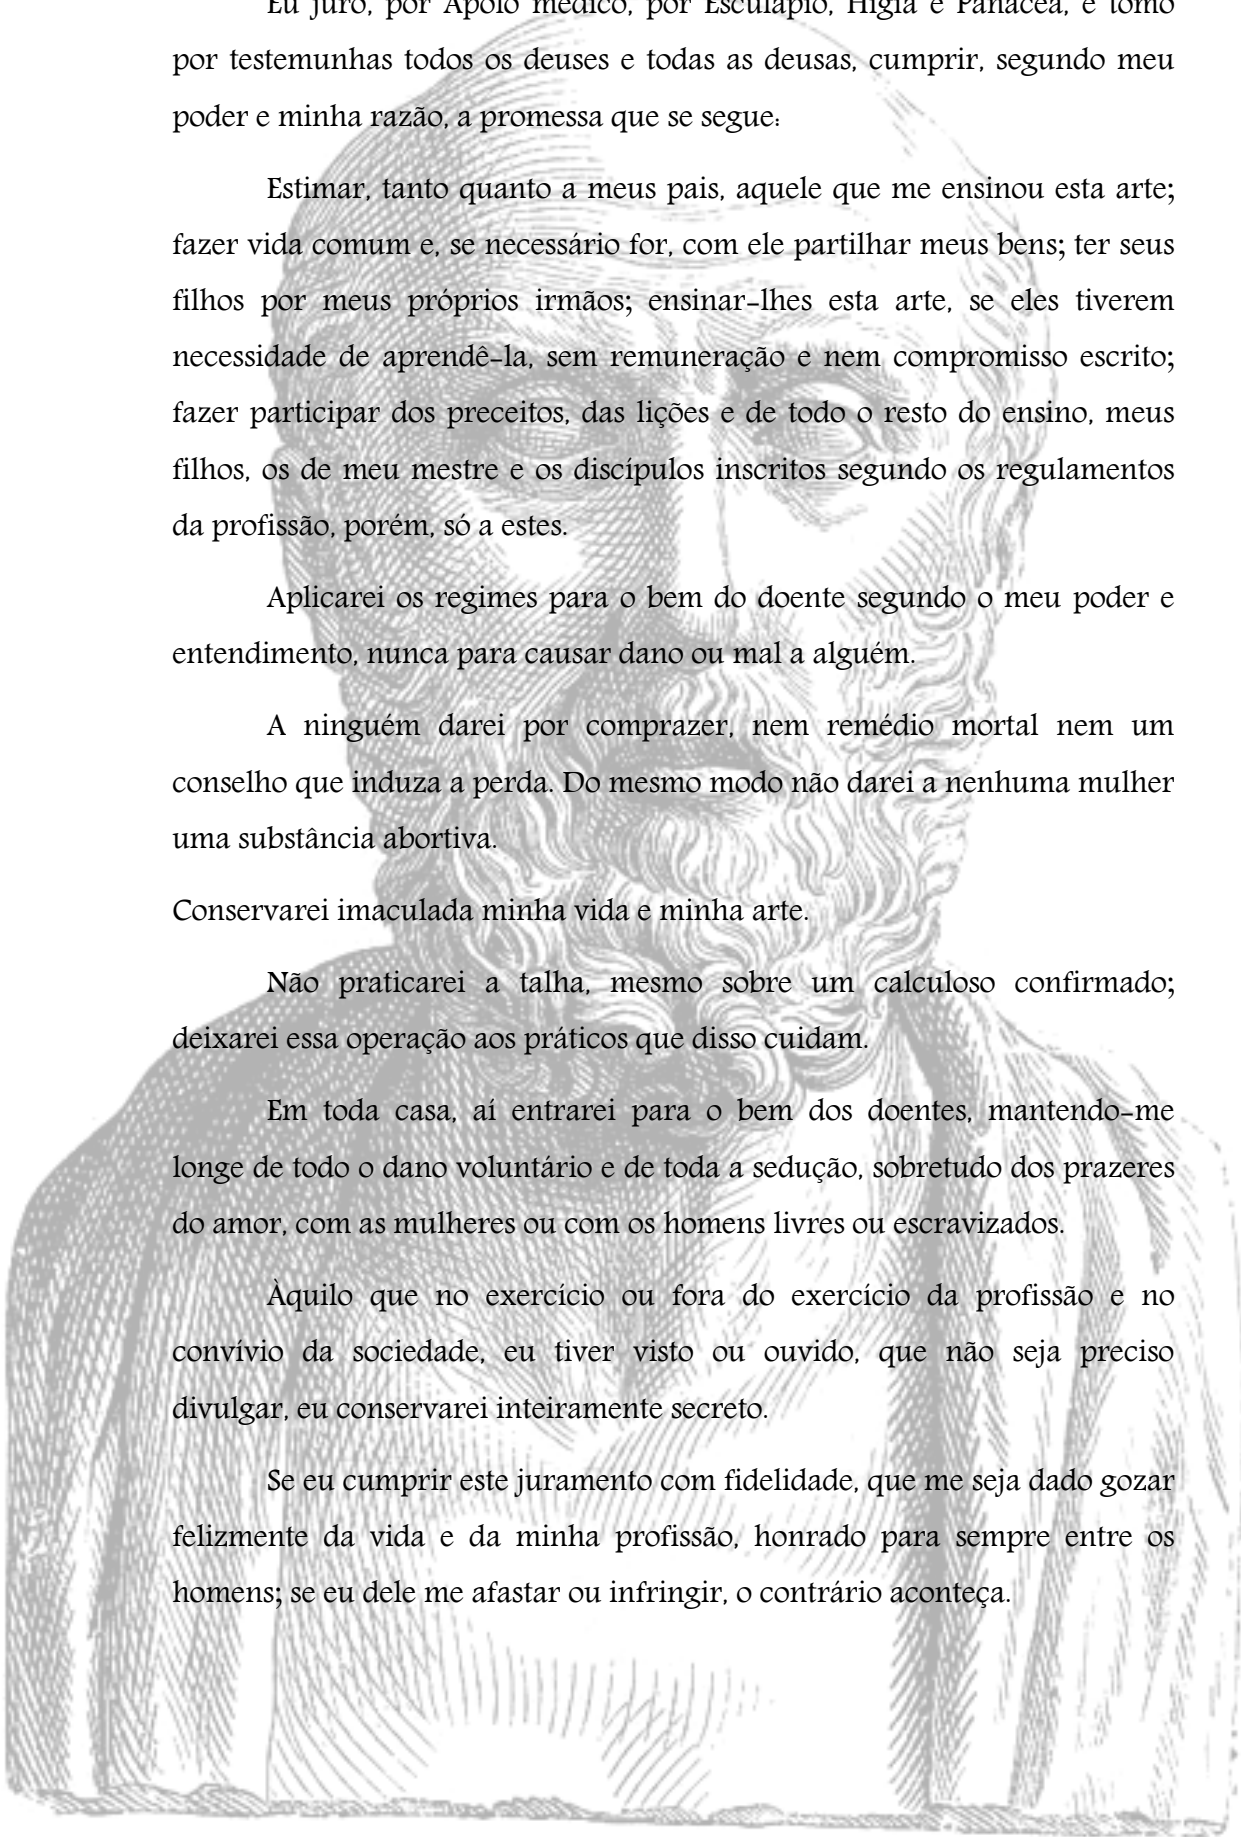 Eu juro, por Apolo médico, por Esculápio, Higia e Panacea, e tomo
por testemunhas todos os deuses e todas as deusas, cumprir, segundo meu
poder e minha razão, a promessa que se segue:
Estimar, tanto quanto a meus pais, aquele que me ensinou esta arte;
fazer vida comum e, se necessário for, com ele partilhar meus bens; ter seus
filhos por meus próprios irmãos; ensinar-lhes esta arte, se eles tiverem
necessidade de aprendê-la, sem remuneração e nem compromisso escrito;
fazer participar dos preceitos, das lições e de todo o resto do ensino, meus
filhos, os de meu mestre e os discípulos inscritos segundo os regulamentos
da profissão, porém, só a estes.
Aplicarei os regimes para o bem do doente segundo o meu poder e
entendimento, nunca para causar dano ou mal a alguém.
A ninguém darei por comprazer, nem remédio mortal nem um
conselho que induza a perda. Do mesmo modo não darei a nenhuma mulher
uma substância abortiva.
Conservarei imaculada minha vida e minha arte.
Não praticarei a talha, mesmo sobre um calculoso confirmado;
deixarei essa operação aos práticos que disso cuidam.
Em toda casa, aí entrarei para o bem dos doentes, mantendo-me
longe de todo o dano voluntário e de toda a sedução, sobretudo dos prazeres
do amor, com as mulheres ou com os homens livres ou escravizados.
Àquilo que no exercício ou fora do exercício da profissão e no
convívio da sociedade, eu tiver visto ou ouvido, que não seja preciso
divulgar, eu conservarei inteiramente secreto.
Se eu cumprir este juramento com fidelidade, que me seja dado gozar
felizmente da vida e da minha profissão, honrado para sempre entre os
homens; se eu dele me afastar ou infringir, o contrário aconteça.